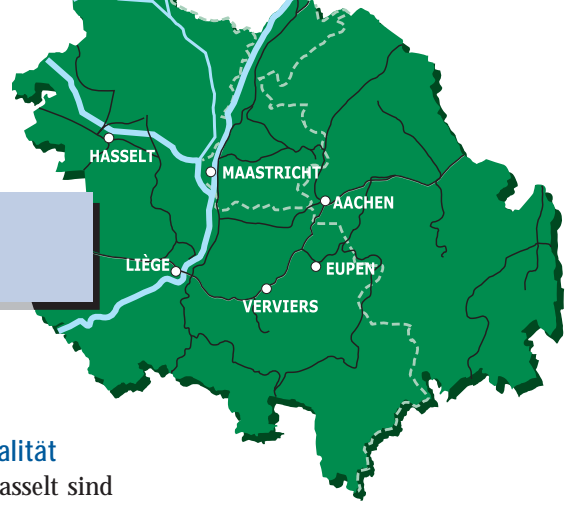 HASSELT
MAASTRICHT
AACHEN
LIÈGE
EUPEN
VERVIERS
alität
asselt sind